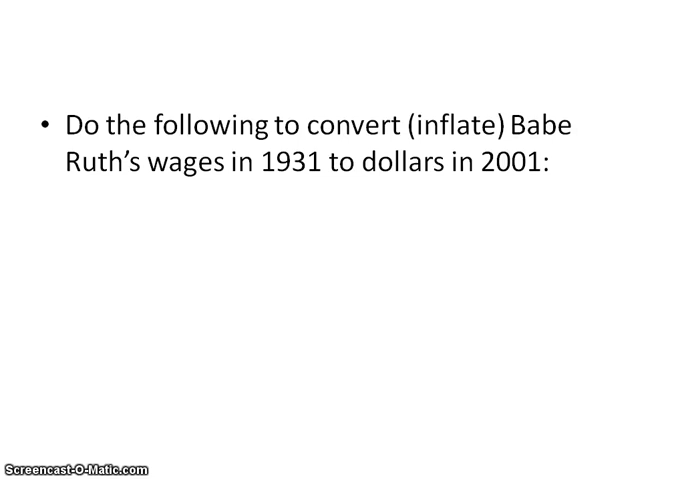 • Do the following to convert (inflate) Babe
Ruth’s wages in 1931 to dollars in 2001:
Screencast-O-Matic.com